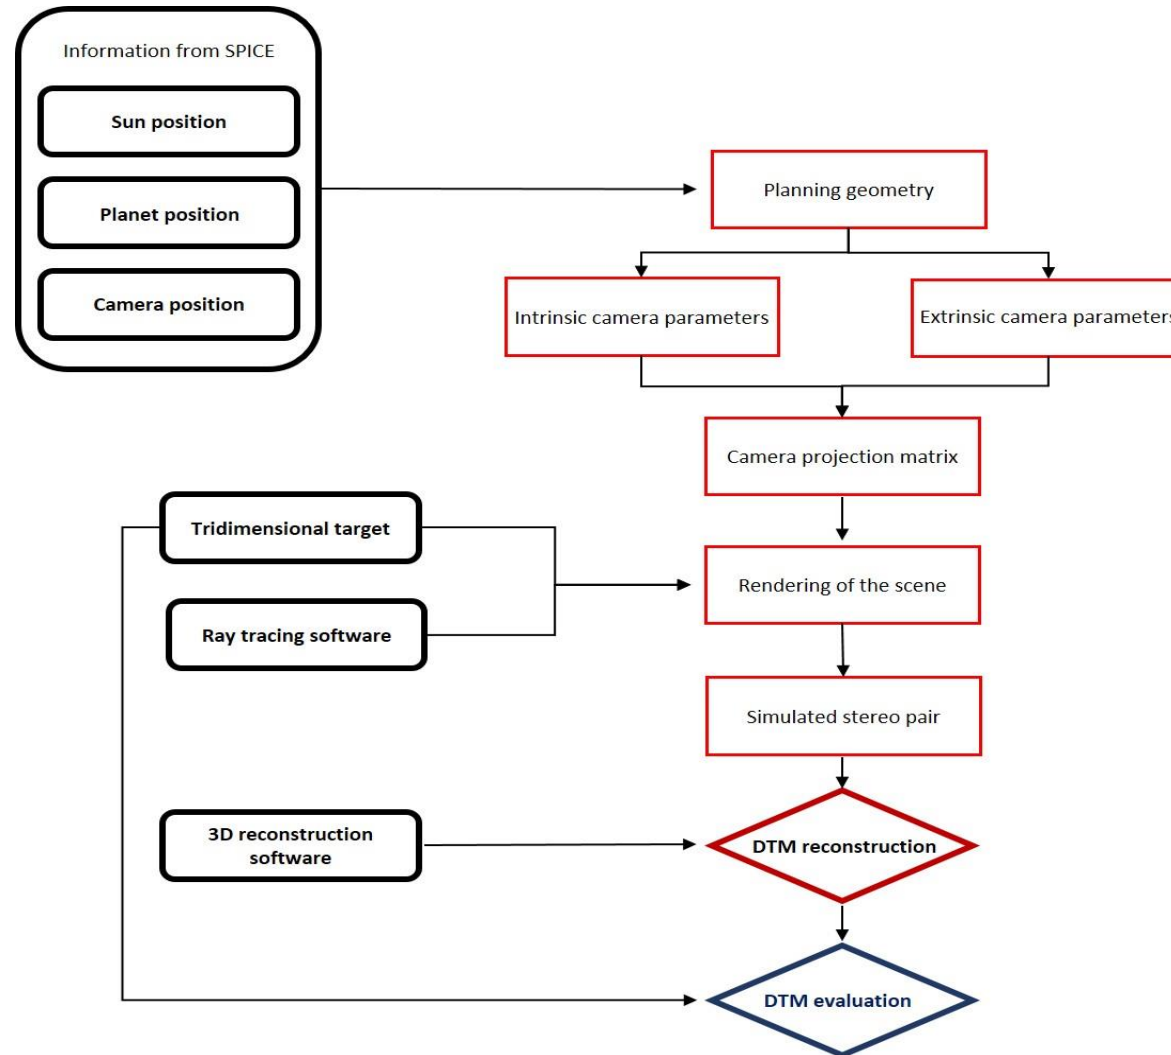 Information from SPICE
Sun position
Planet position
Camera position
Planning geometry
Intrinsic camera parameters
Extrinsic camera parameters
Camera projection matrix
Tridimensional target
Ray tracing software
Rendering of the scene
Simulated stereo pair
3D reconstruction
software
DTM reconstruction
DTM evaluation